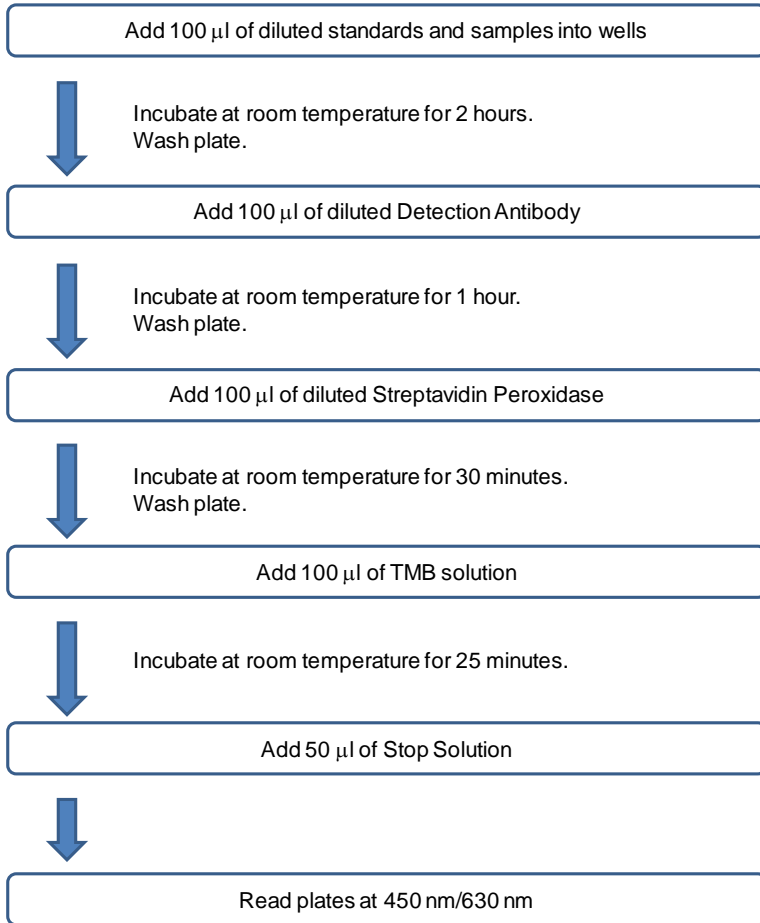 Add 100 μl of diluted standards and samples into wells
Incubate at room temperature for 2 hours.
Wash plate.
Add 100 μl of diluted Detection Antibody
Incubate at room temperature for 1 hour.
Wash plate.
Add 100 μl of diluted Streptavidin Peroxidase
Incubate at room temperature for 30 minutes.
Wash plate.
Add 100 μl of TMB solution
Incubate at room temperature for 25 minutes.
Add 50 μl of Stop Solution
Read plates at 450 nm/630 nm